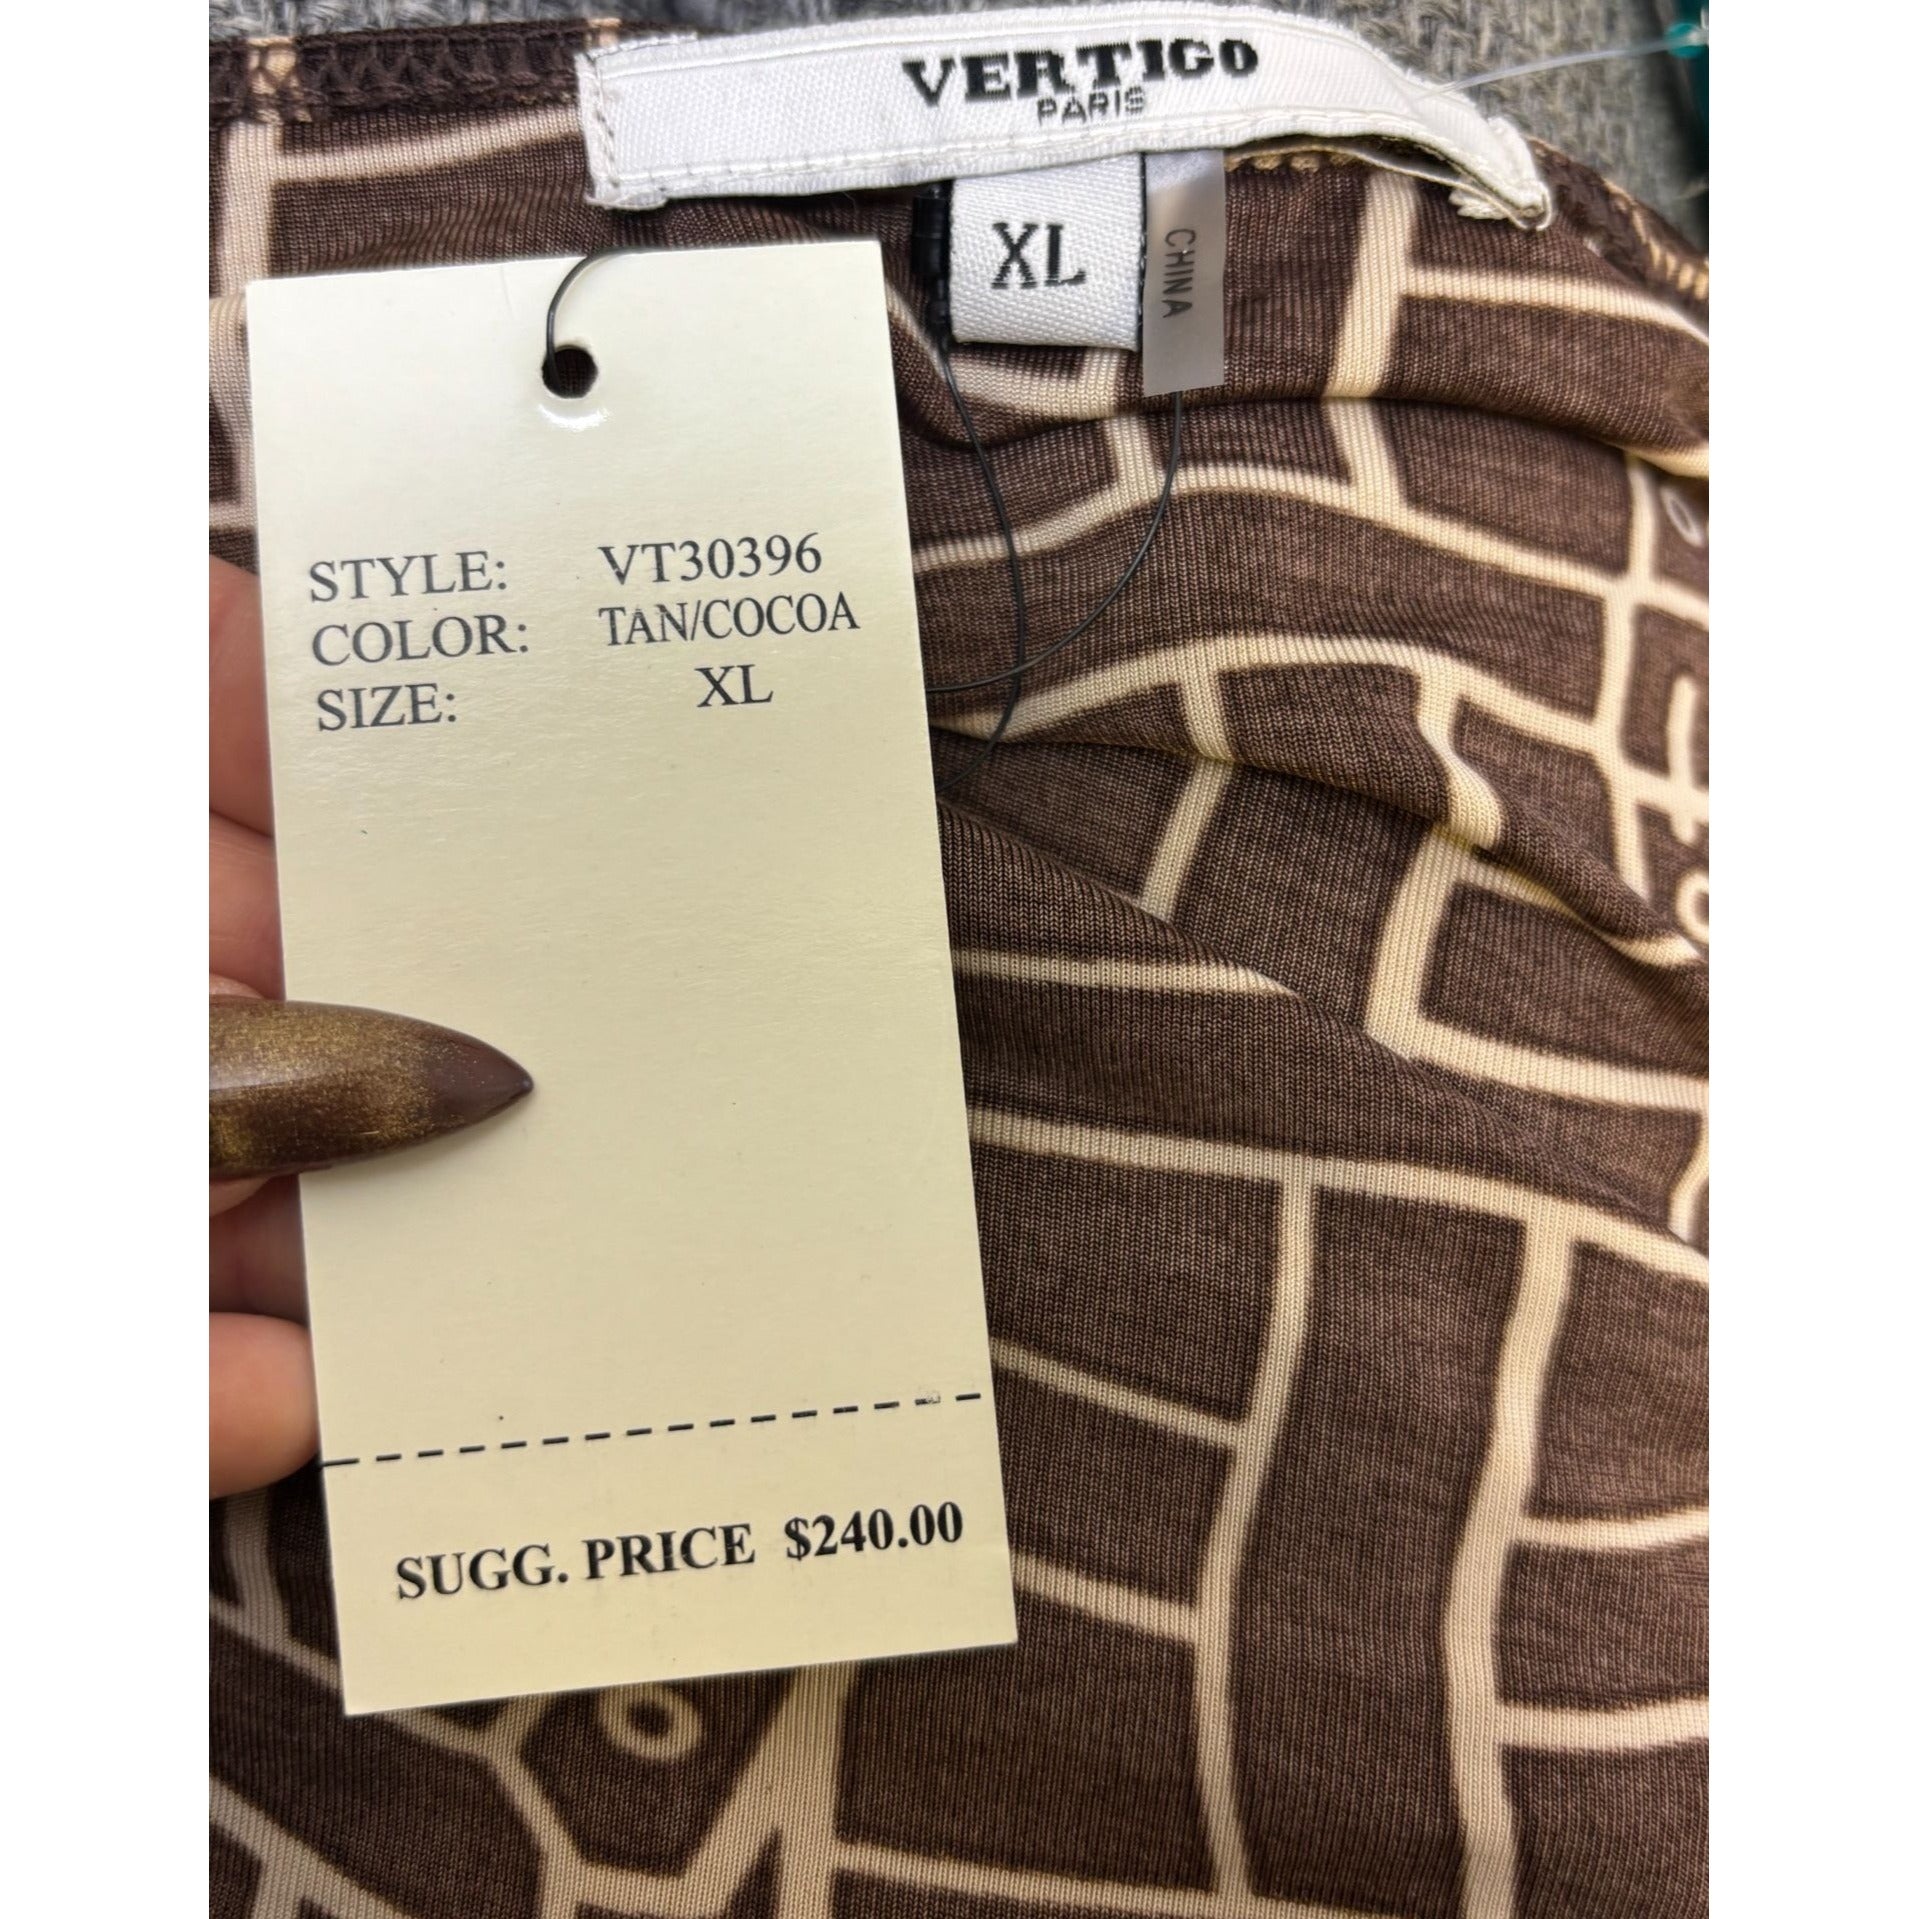 VERTIGO
PARIS
XL
CHINA
STYLE: VT30396
COLOR: TAN/COCOA
SIZE: XL
SUGG. PRICE $240.00